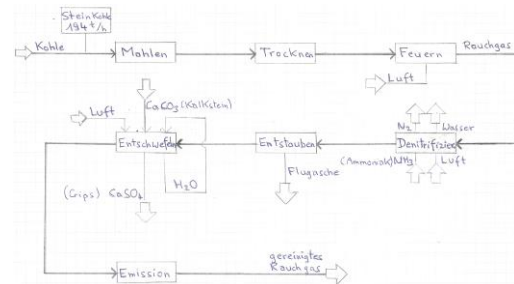 Steinkohle
194 t/h
Kohle
Mahlen
Trocknen
Feuern
Rauchgas
Luft
CaCO3 (Kalkstein)
Luft
N2
Wasser
Entschwefeln
Entstauben
Denitrifizie
(Ammoniak) NH3
Luft
Flugasche
H2O
(Gips) CaSO4
Emission
gereinigtes
Rauchgas